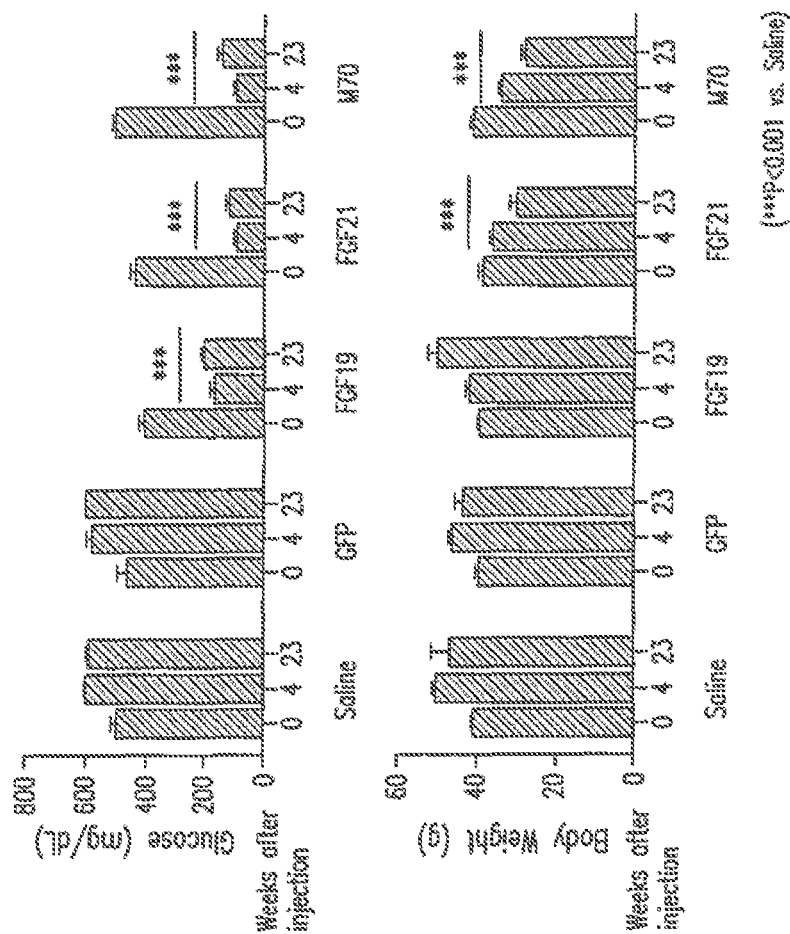 Glucose (mg/dL)
800
600
400
200
0
***
***
***
Weeks after
injection
0 4 23 0 4 23 0 4 23 0 4 23 0 4 23
Saline GFP FGF19 FGF21 M70
Body Weight (g)
60
40
20
0
***
***
Weeks after
injection
0 4 23 0 4 23 0 4 23 0 4 23 0 4 23
Saline GFP FGF19 FGF21 M70
(***P<0.001 vs. Saline)